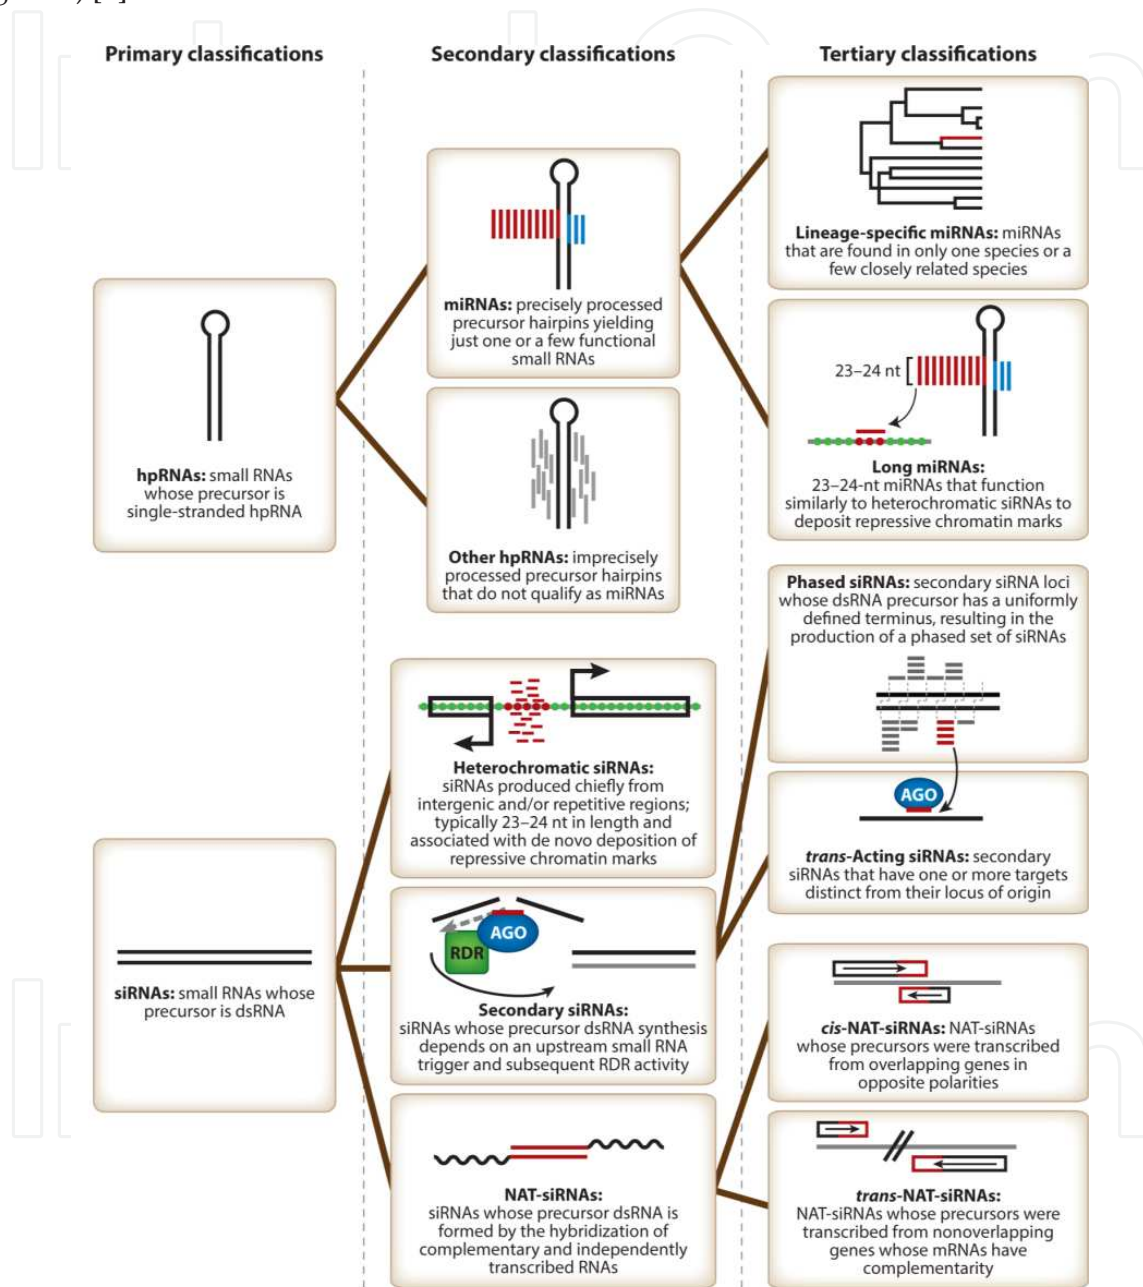 Primary classifications
Secondary classifications
Tertiary classifications
hpRNAs: small RNAs
whose precursor is
single-stranded hpRNA
siRNAs: small RNAs whose
precursor is dsRNA
miRNAs: precisely processed
precursor hairpins yielding
just one or a few functional
small RNAs
Other hpRNAs: imprecisely
processed precursor hairpins
that do not qualify as miRNAs
Heterochromatic siRNAs:
siRNAs produced chiefly from
intergenic and/or repetitive regions;
typically 23–24 nt in length and
associated with de novo deposition of
repressive chromatin marks
AGO
RDR
Secondary siRNAs:
siRNAs whose precursor dsRNA synthesis
depends on an upstream small RNA
trigger and subsequent RDR activity
NAT-siRNAs:
siRNAs whose precursor dsRNA is
formed by the hybridization of
complementary and independently
transcribed RNAs
Lineage-specific miRNAs: miRNAs
that are found in only one species or a
few closely related species
23–24 nt
Long miRNAs:
23–24-nt miRNAs that function
similarly to heterochromatic siRNAs to
deposit repressive chromatin marks
Phased siRNAs: secondary siRNA loci
whose dsRNA precursor has a uniformly
defined terminus, resulting in the
production of a phased set of siRNAs
AGO
trans-Acting siRNAs: secondary
siRNAs that have one or more targets
distinct from their locus of origin
cis-NAT-siRNAs: NAT-siRNAs
whose precursors were transcribed
from overlapping genes in
opposite polarities
trans-NAT-siRNAs:
NAT-siRNAs whose precursors were
transcribed from nonoverlapping
genes whose mRNAs have
complementarity